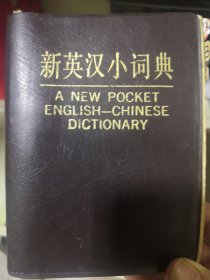 新英汉小词典
A NEW POCKET
ENGLISH—CHINESE
DICTIONARY